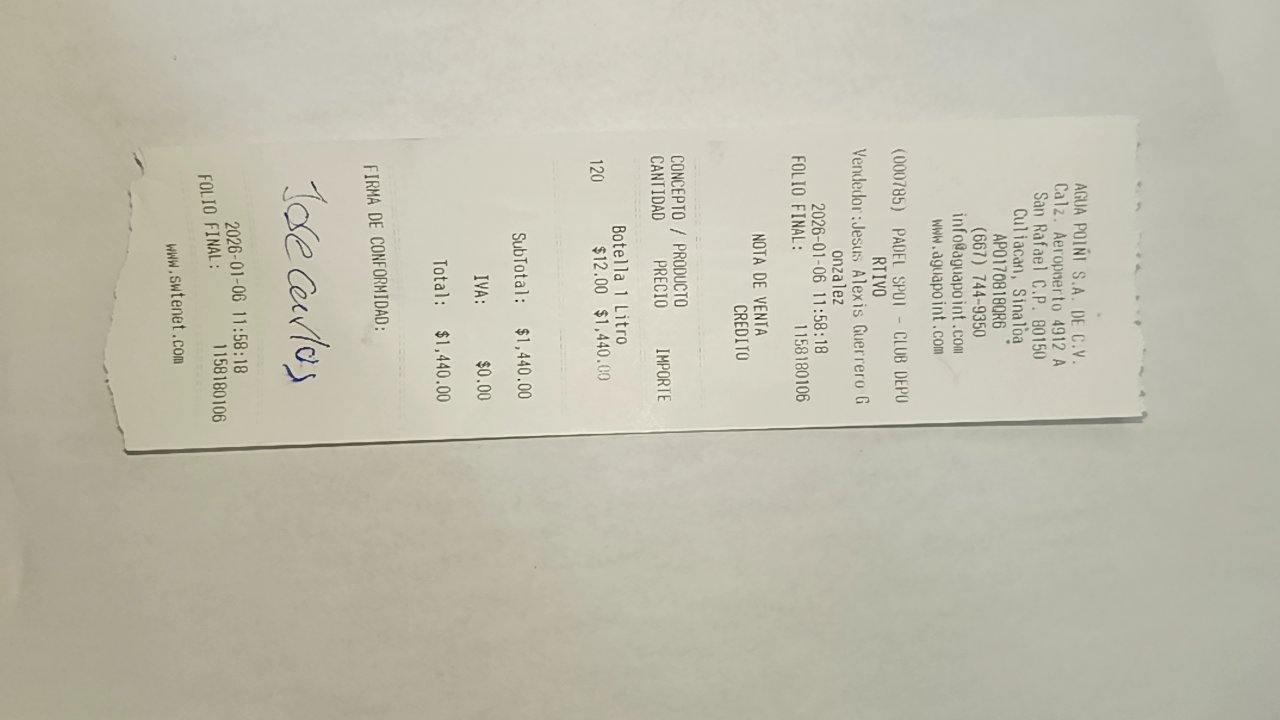 AGUA POINT S.A. DE C.V.
Calz. Aeropuerto 4912 A
San Rafael C.P. 80150
Culiacan, Sinaloa
APO170818QR6
(667) 744-9350
info@aguapoint.com
www.aguapoint.com
(000785) PADEL SPOT - CLUB DEPO
RTIVO
Vendedor:Jesus Alexis Guerrero G
onzalez
2026-01-06 11:58:18
FOLIO FINAL: 1158180106
NOTA DE VENTA
CREDITO
CONCEPTO / PRODUCTO
CANTIDAD PRECIO IMPORTE
Botella 1 Litro
120 $12.00 $1,440.00
SubTotal: $1,440.00
IVA: $0.00
Total: $1,440.00
FIRMA DE CONFORMIDAD:
Jose Carlos
2026-01-06 11:58:18
FOLIO FINAL: 1158180106
www.swtenet.com